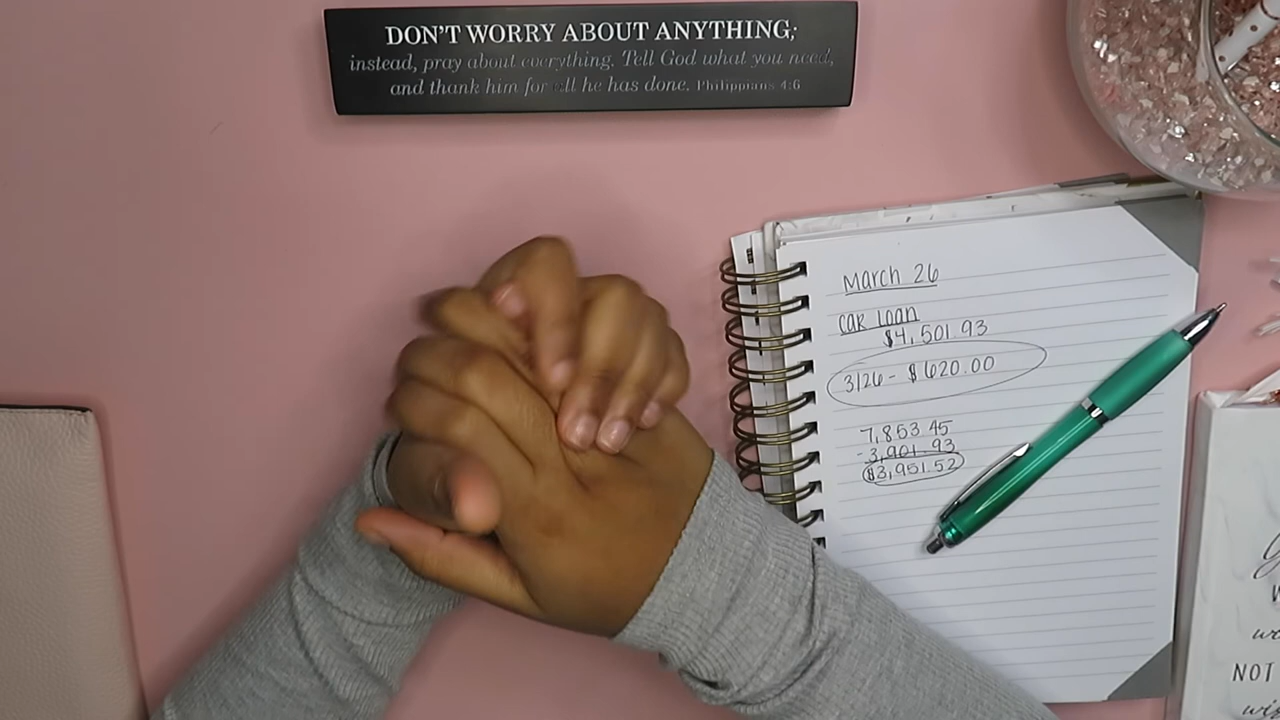 DON'T WORRY ABOUT ANYTHING;
instead, pray about everything. Tell God what you need,
and thank him for all he has done. Philippians 4:6
March 26
CAR LOAN
$4,501.93
3/26 - $620.00
7,853.45
- 3,901.93
$3,951.52
NOT